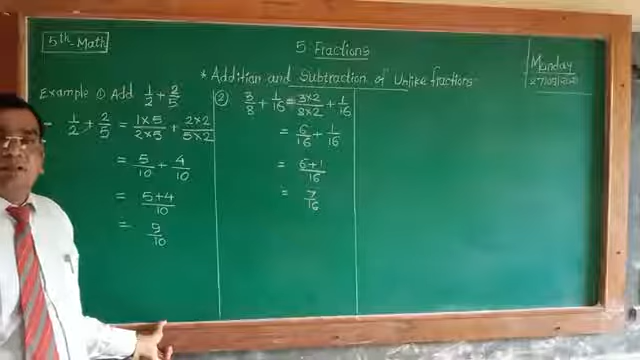 5th-Math
5. Fractions
Monday
* Addition and Subtraction of Unlike fractions:
Example ① Add 1/2 + 2/5
= 1/2 + 2/5 = 1×5/2×5 + 2×2/5×2
= 5/10 + 4/10
= 5+4/10
= 9/10
② 3/8 + 1/16 = 3×2/8×2 + 1/16
= 6/16 + 1/16
= 6+1/16
= 7/16